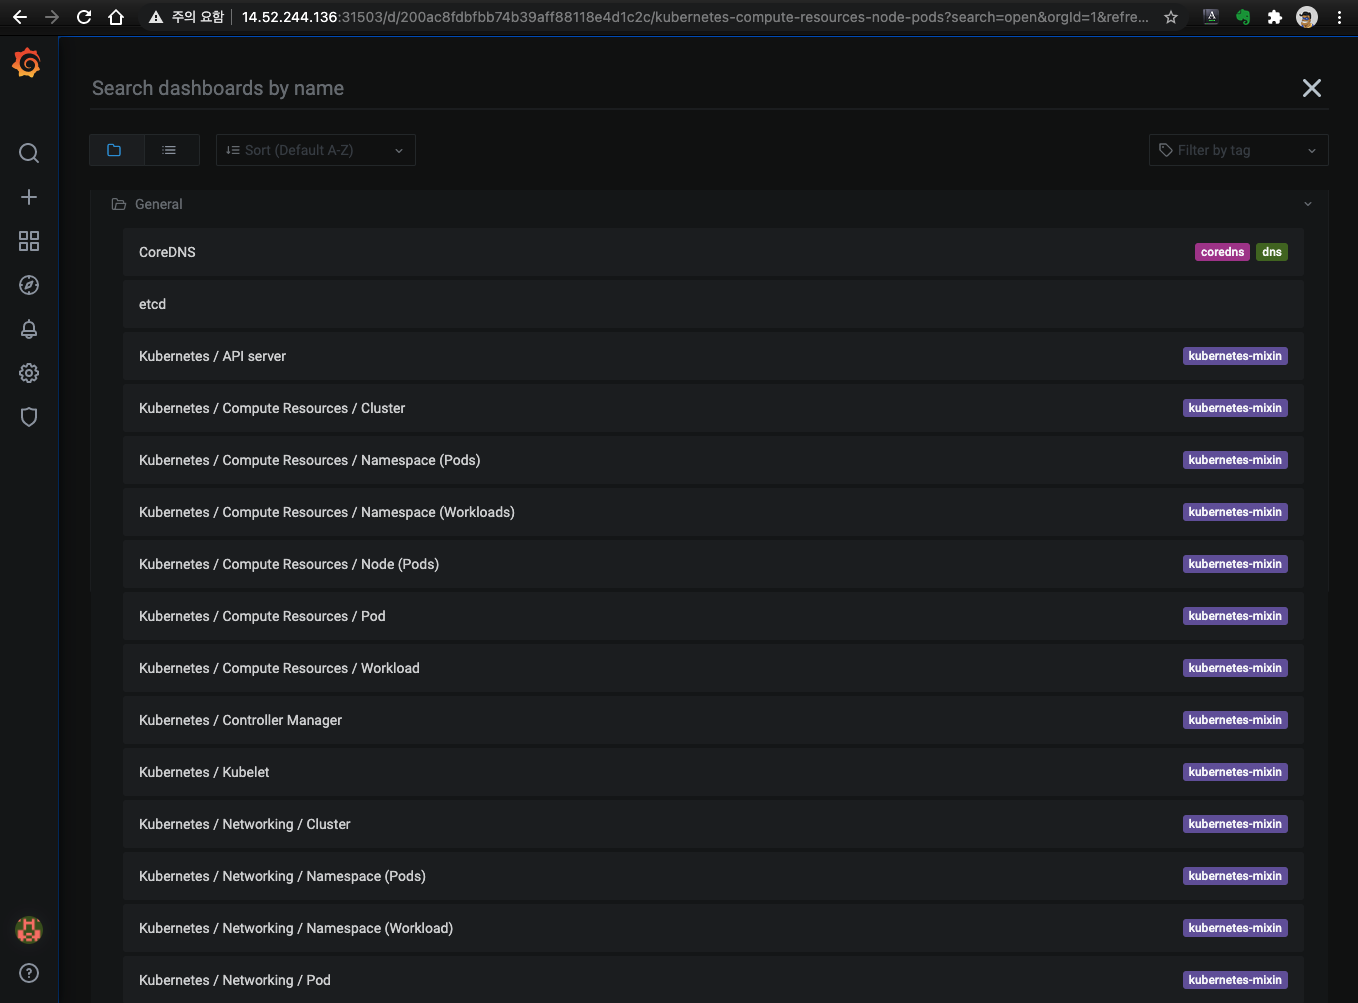 주의 요함 14.52.244.136:31503/d/200ac8fdbfbb74b39aff88118e4d1c2c/kubernetes-compute-resources-node-pods?search=open&orgId=1&refre...
Search dashboards by name
Sort (Default A-Z) Filter by tag
General
CoreDNS coredns dns
etcd
Kubernetes / API server kubernetes-mixin
Kubernetes / Compute Resources / Cluster kubernetes-mixin
Kubernetes / Compute Resources / Namespace (Pods) kubernetes-mixin
Kubernetes / Compute Resources / Namespace (Workloads) kubernetes-mixin
Kubernetes / Compute Resources / Node (Pods) kubernetes-mixin
Kubernetes / Compute Resources / Pod kubernetes-mixin
Kubernetes / Compute Resources / Workload kubernetes-mixin
Kubernetes / Controller Manager kubernetes-mixin
Kubernetes / Kubelet kubernetes-mixin
Kubernetes / Networking / Cluster kubernetes-mixin
Kubernetes / Networking / Namespace (Pods) kubernetes-mixin
Kubernetes / Networking / Namespace (Workload) kubernetes-mixin
Kubernetes / Networking / Pod kubernetes-mixin